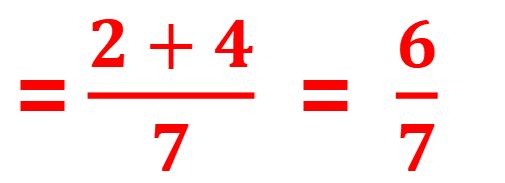 = (2 + 4)/7 = 6/7